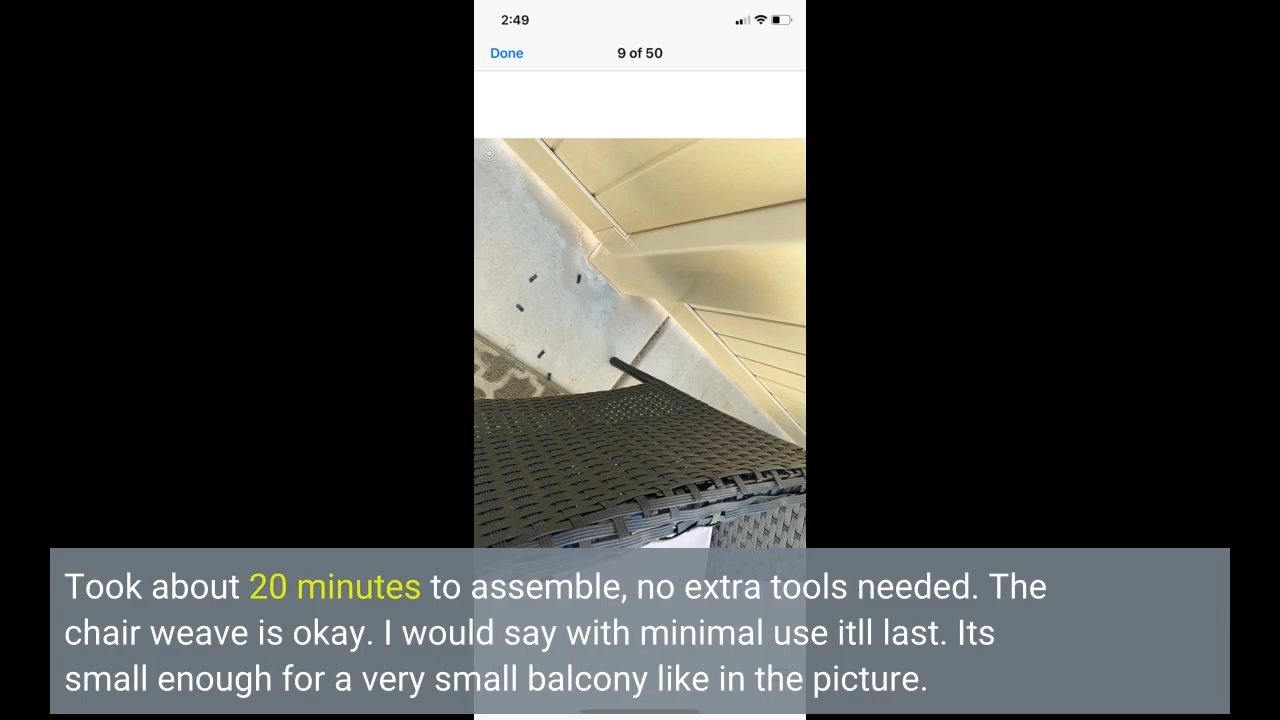 2:49
Done
9 of 50
Took about 20 minutes to assemble, no extra tools needed. The
chair weave is okay. I would say with minimal use itll last. Its
small enough for a very small balcony like in the picture.